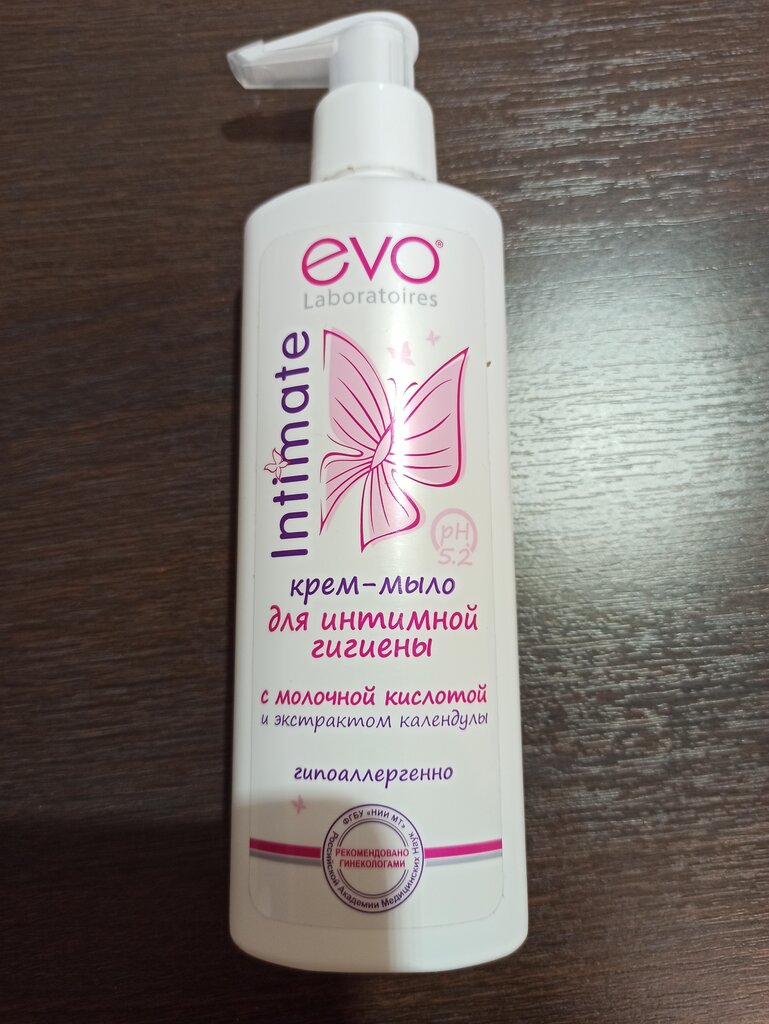 evo®
Laboratoires
Intimate
pH
5.2
крем-мыло
для интимной
гигиены
с молочной кислотой
и экстрактом календулы
гипоаллергенно
ФГБУ «НИИ МТ»
РЕКОМЕНДОВАНО
ГИНЕКОЛОГАМИ
Российской Академии Медицинских Наук